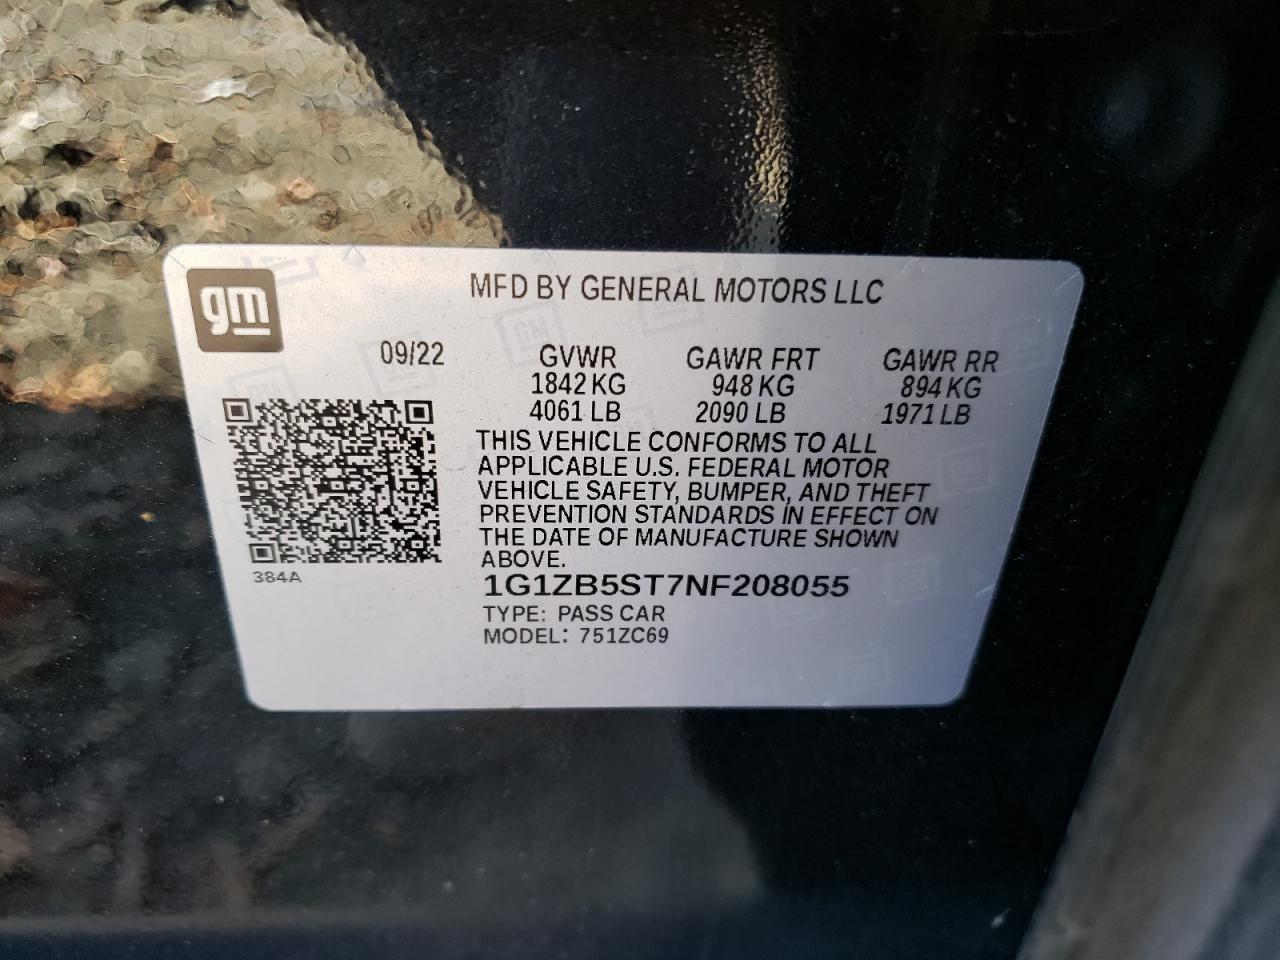 gm
MFD BY GENERAL MOTORS LLC
09/22 GVWR GAWR FRT GAWR RR
1842 KG 948 KG 894 KG
4061 LB 2090 LB 1971 LB
THIS VEHICLE CONFORMS TO ALL
APPLICABLE U.S. FEDERAL MOTOR
VEHICLE SAFETY, BUMPER, AND THEFT
PREVENTION STANDARDS IN EFFECT ON
THE DATE OF MANUFACTURE SHOWN
ABOVE.
384A
1G1ZB5ST7NF208055
TYPE: PASS CAR
MODEL: 751ZC69